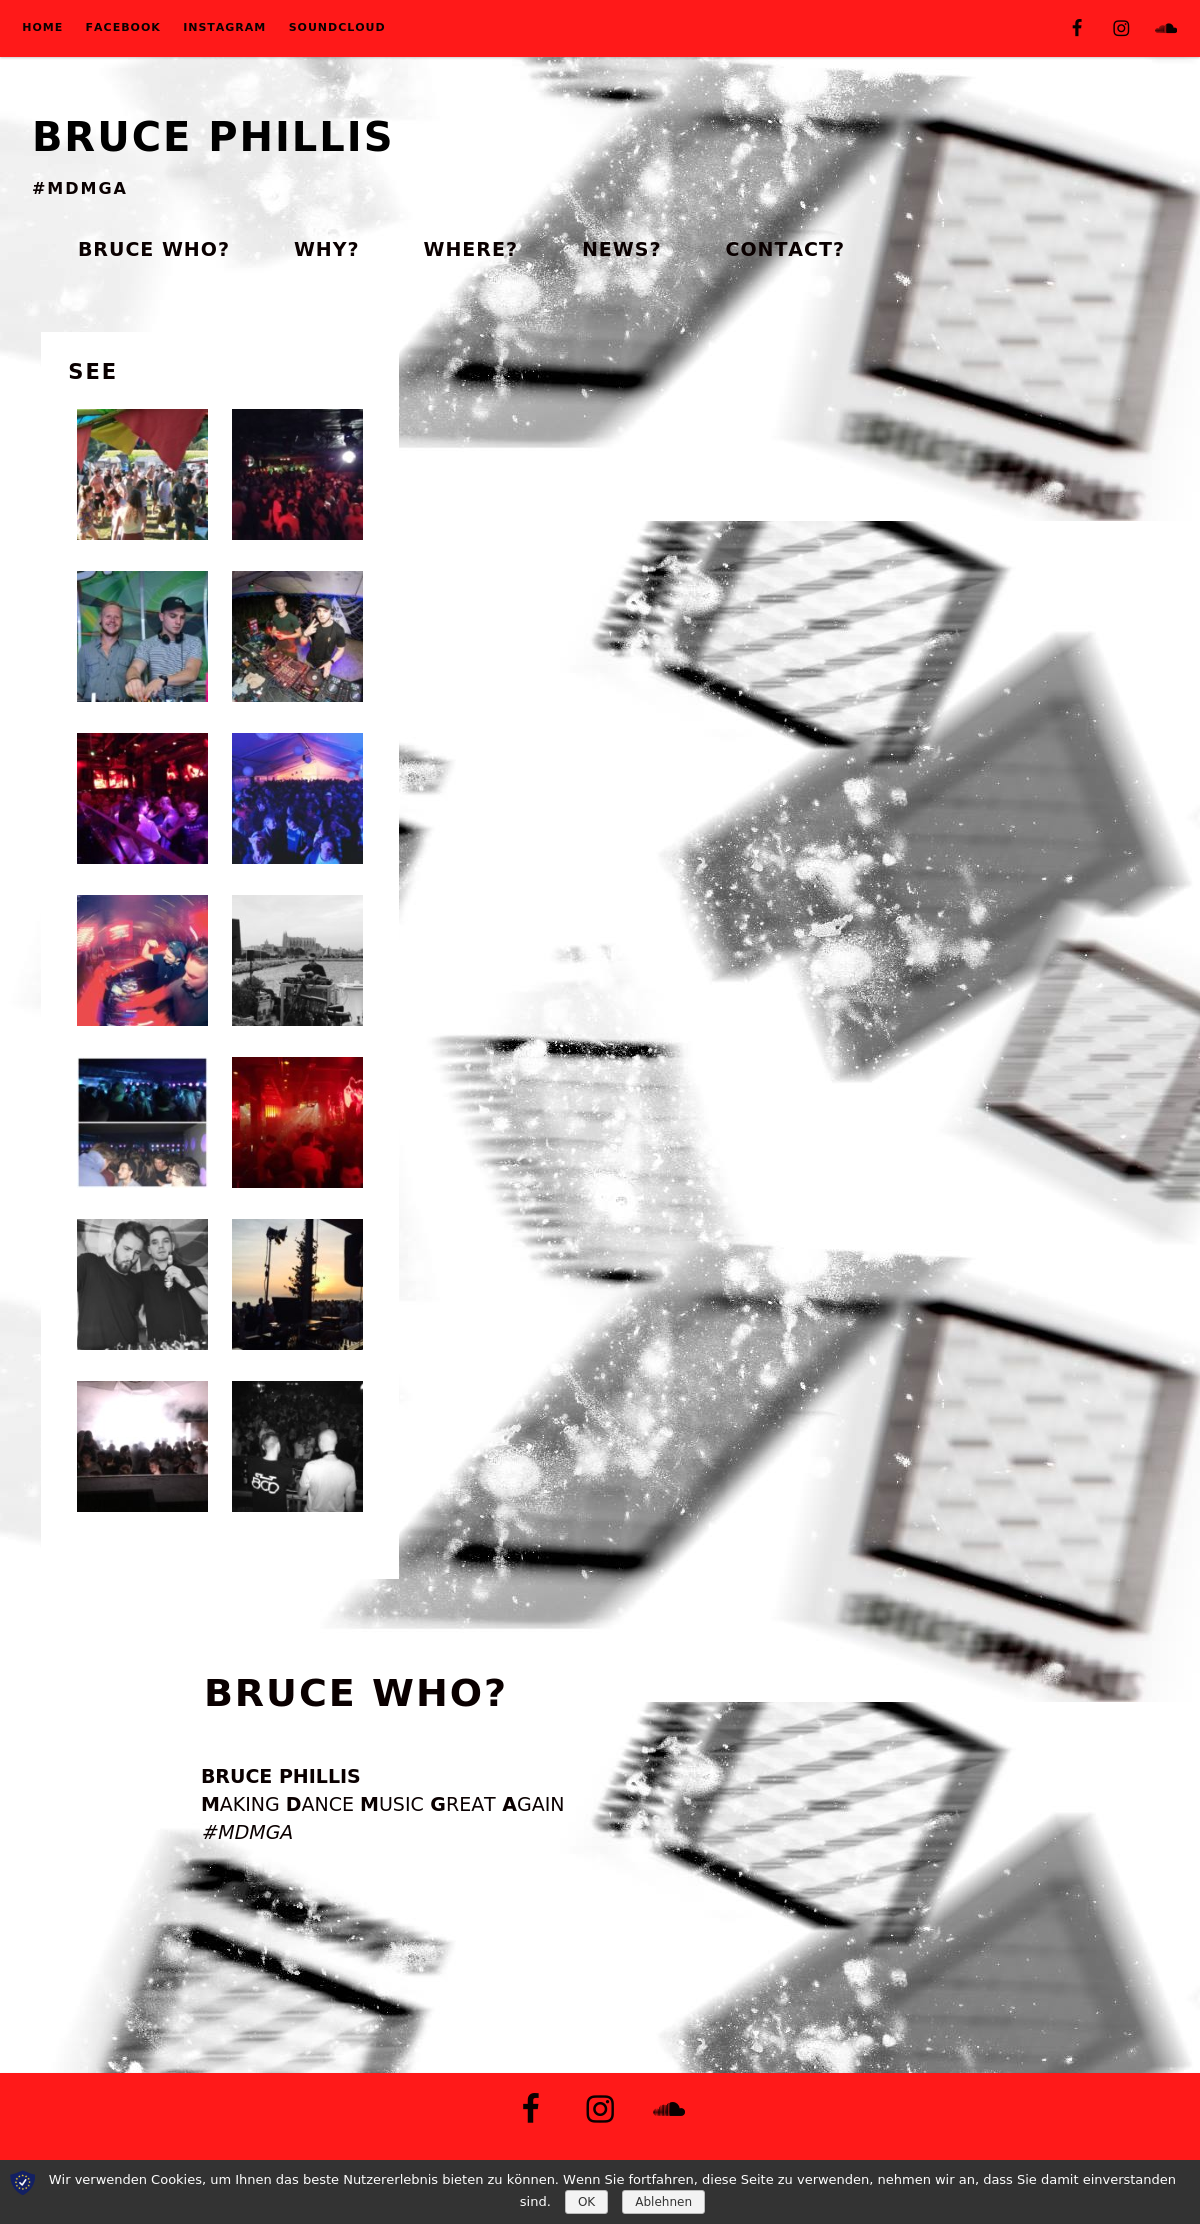 HOME FACEBOOK INSTAGRAM SOUNDCLOUD
BRUCE PHILLIS
#MDMGA
BRUCE WHO? WHY? WHERE? NEWS? CONTACT?
SEE
BRUCE WHO?
BRUCE PHILLIS
MAKING DANCE MUSIC GREAT AGAIN
#MDMGA
Wir verwenden Cookies, um Ihnen das beste Nutzererlebnis bieten zu können. Wenn Sie fortfahren, diese Seite zu verwenden, nehmen wir an, dass Sie damit einverstanden
sind. OK Ablehnen